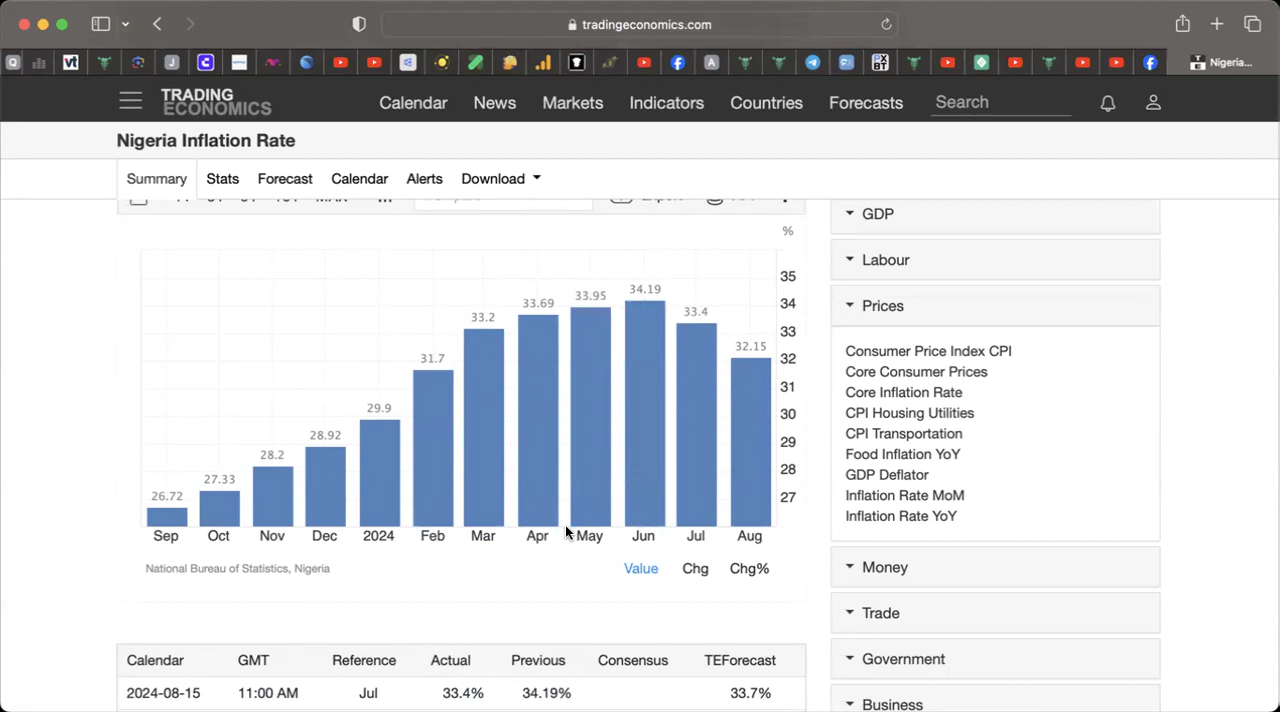 tradingeconomics.com
Nigeria...
TRADING
ECONOMICS
Calendar News Markets Indicators Countries Forecasts Search
Nigeria Inflation Rate
Summary Stats Forecast Calendar Alerts Download
%
35
34
33
32
31
30
29
28
27
26.72
27.33
28.2
28.92
29.9
31.7
33.2
33.69
33.95
34.19
33.4
32.15
Sep Oct Nov Dec 2024 Feb Mar Apr May Jun Jul Aug
National Bureau of Statistics, Nigeria
Value Chg Chg%
Calendar GMT Reference Actual Previous Consensus TEForecast
2024-08-15 11:00 AM Jul 33.4% 34.19% 33.7%
GDP
Labour
Prices
Consumer Price Index CPI
Core Consumer Prices
Core Inflation Rate
CPI Housing Utilities
CPI Transportation
Food Inflation YoY
GDP Deflator
Inflation Rate MoM
Inflation Rate YoY
Money
Trade
Government
Business